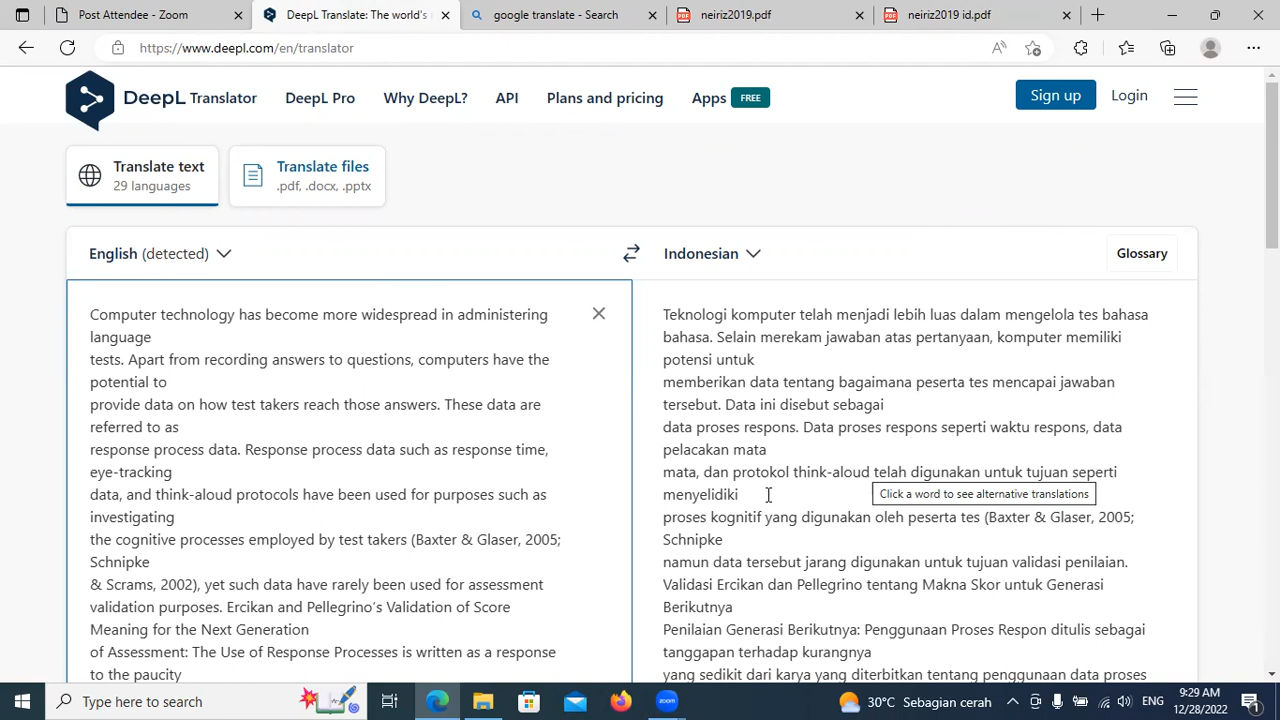 Post Attendee - Zoom
DeepL Translate: The world's
google translate - Search
neiriz2019.pdf
neiriz2019 id.pdf
https://www.deepl.com/en/translator
DeepL Translator
DeepL Pro
Why DeepL?
API
Plans and pricing
Apps FREE
Sign up
Login
Translate text
29 languages
Translate files
.pdf, .docx, .pptx
English (detected)
Indonesian
Glossary
Computer technology has become more widespread in administering
language
tests. Apart from recording answers to questions, computers have the
potential to
provide data on how test takers reach those answers. These data are
referred to as
response process data. Response process data such as response time,
eye-tracking
data, and think-aloud protocols have been used for purposes such as
investigating
the cognitive processes employed by test takers (Baxter & Glaser, 2005;
Schnipke
& Scrams, 2002), yet such data have rarely been used for assessment
validation purposes. Ercikan and Pellegrino's Validation of Score
Meaning for the Next Generation
of Assessment: The Use of Response Processes is written as a response
to the paucity
Teknologi komputer telah menjadi lebih luas dalam mengelola tes bahasa
bahasa. Selain merekam jawaban atas pertanyaan, komputer memiliki
potensi untuk
memberikan data tentang bagaimana peserta tes mencapai jawaban
tersebut. Data ini disebut sebagai
data proses respons. Data proses respons seperti waktu respons, data
pelacakan mata
mata, dan protokol think-aloud telah digunakan untuk tujuan seperti
menyelidiki
Click a word to see alternative translations
proses kognitif yang digunakan oleh peserta tes (Baxter & Glaser, 2005;
Schnipke
namun data tersebut jarang digunakan untuk tujuan validasi penilaian.
Validasi Ercikan dan Pellegrino tentang Makna Skor untuk Generasi
Berikutnya
Penilaian Generasi Berikutnya: Penggunaan Proses Respon ditulis sebagai
tanggapan terhadap kurangnya
yang sedikit dari karya yang diterbitkan tentang penggunaan data proses
Type here to search
zoom
30°C Sebagian cerah
ENG
9:29 AM
12/28/2022
1